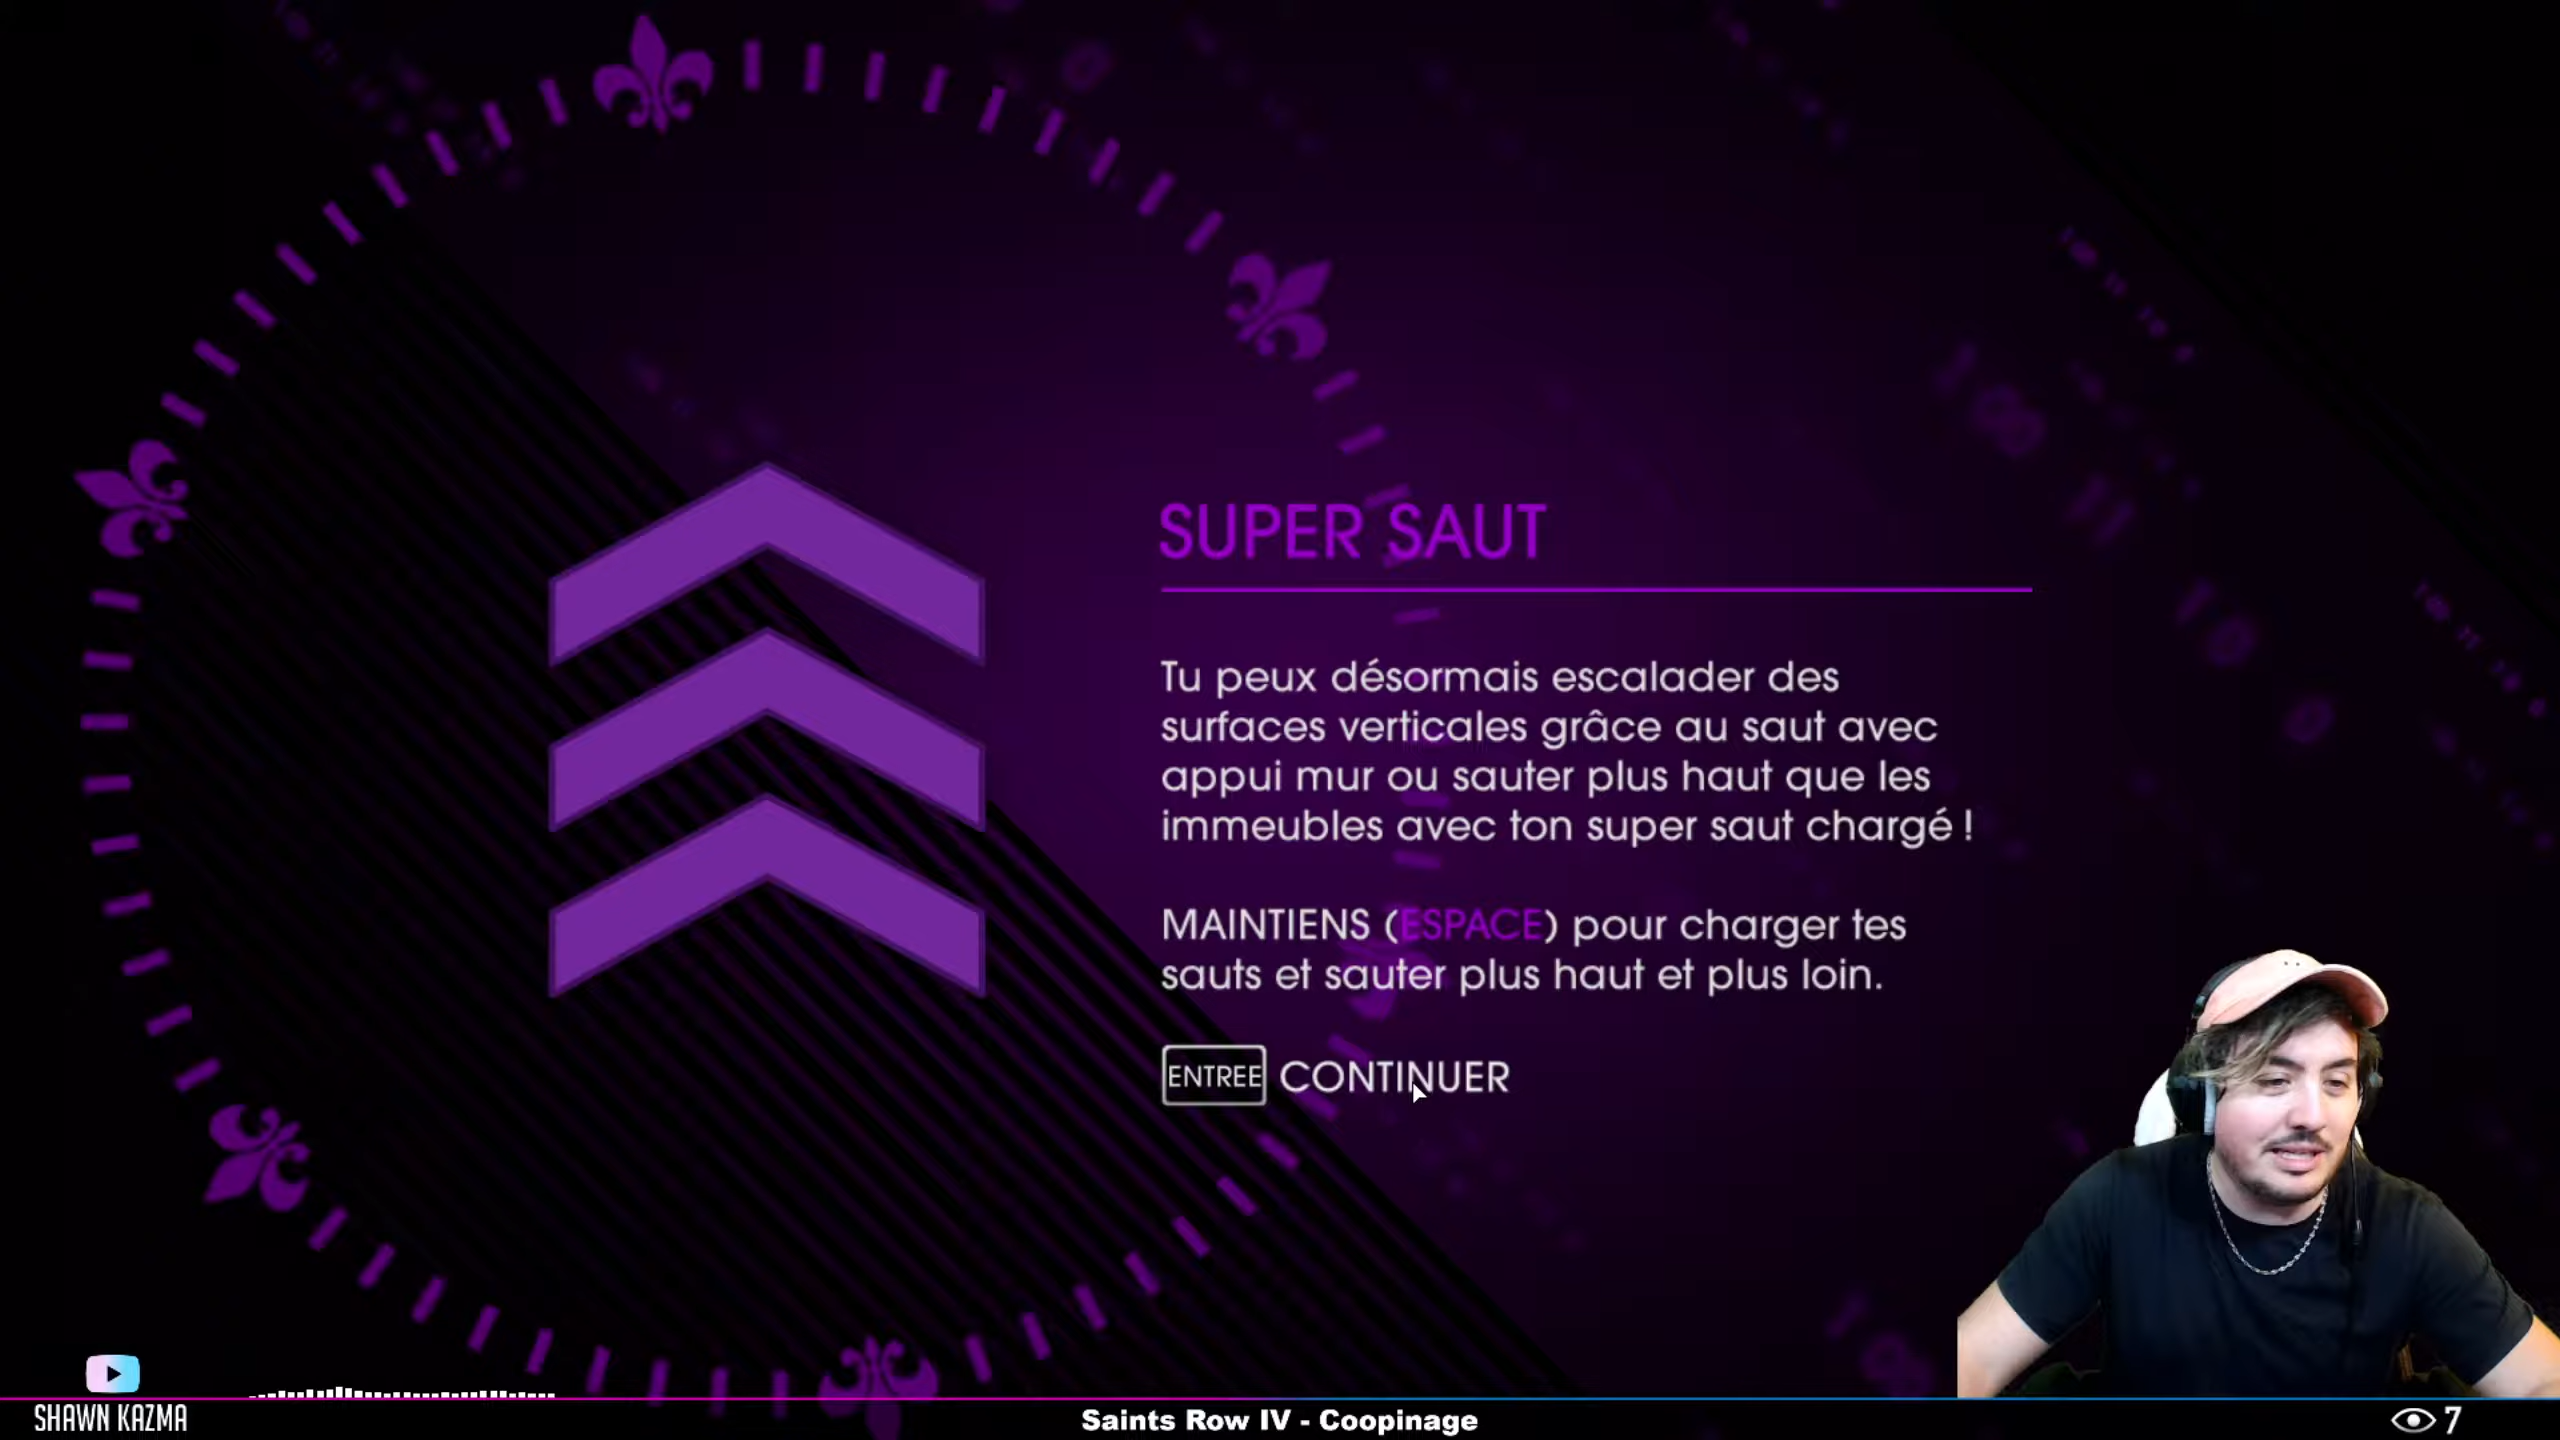 SUPER SAUT
Tu peux désormais escalader des
surfaces verticales grâce au saut avec
appui mur ou sauter plus haut que les
immeubles avec ton super saut chargé !
MAINTIENS (ESPACE) pour charger tes
sauts et sauter plus haut et plus loin.
ENTREE CONTINUER
SHAWN KAZMA
Saints Row IV - Coopinage
7